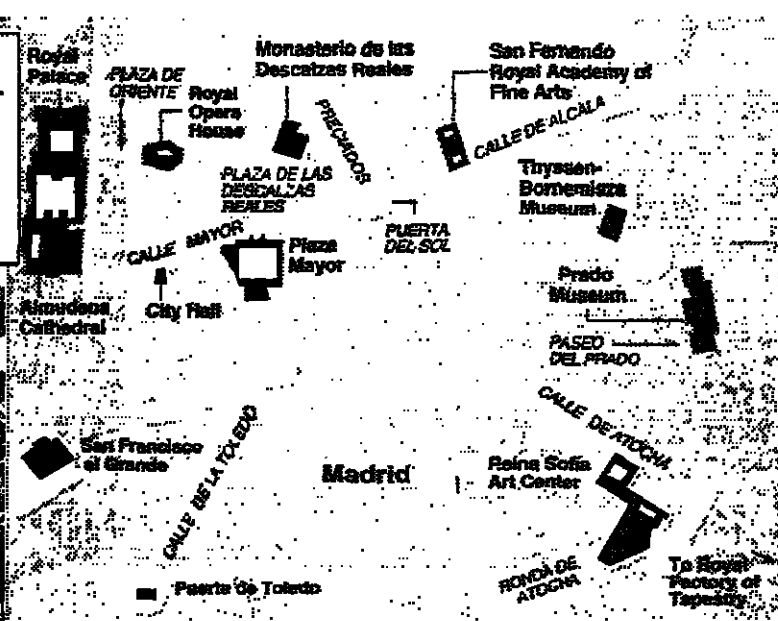 Royal
Palace
PLAZA DE
ORIENTE
Royal
Opera
House
Monasterio de las
Descalzas Reales
San Fernando
Royal Academy of
Fine Arts
PRECIADOS
CALLE DE ALCALA
PLAZA DE LAS
DESCALZAS
REALES
Thyssen-
Bornemisza
Museum
PUERTA
DEL SOL
CALLE MAYOR
Plaza
Mayor
Almudena
Cathedral
City Hall
Prado
Museum
PASEO
DEL PRADO
CALLE DE ATOCHA
San Francisco
el Grande
CALLE DE LA TOLEDO
Madrid
Reina Sofia
Art Center
RONDA DE
ATOCHA
To Royal
Factory of
Tapestry
Puerta de Toledo